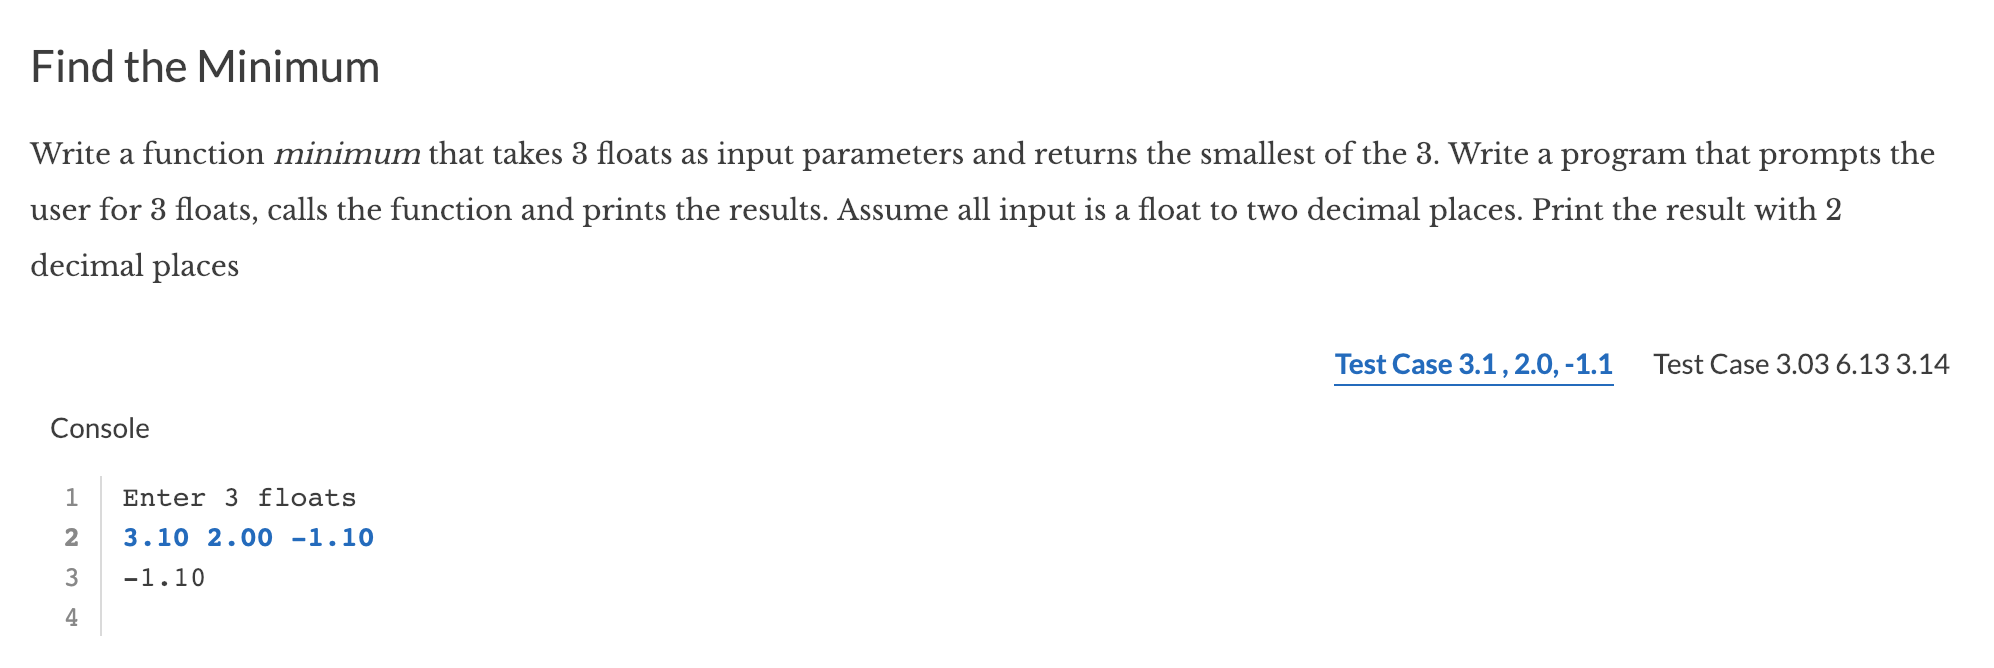 Find the Minimum
Write a function minimum that takes 3 floats as input parameters and returns the smallest of the 3. Write a program that prompts the
user for 3 floats, calls the function and prints the results. Assume all input is a float to two decimal places. Print the result with 2
decimal places
Test Case 3.1 , 2.0, -1.1 Test Case 3.03 6.13 3.14
Console
1 Enter 3 floats
2 3.10 2.00 -1.10
3 -1.10
4